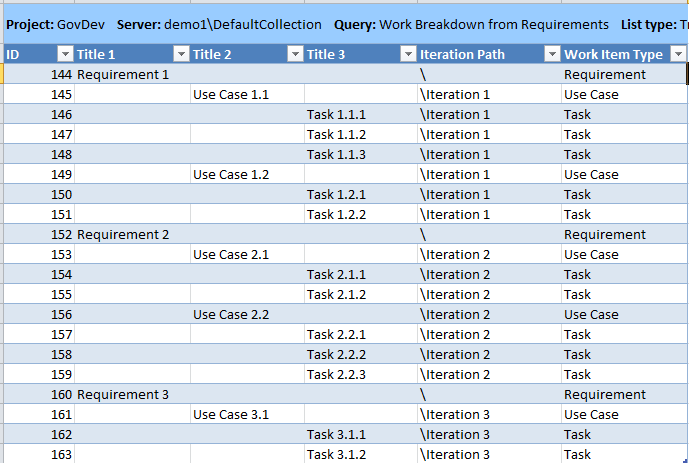 Project: GovDev Server: demo1\DefaultCollection Query: Work Breakdown from Requirements List type:
ID Title 1 Title 2 Title 3 Iteration Path Work Item Type
144 Requirement 1 \ Requirement
145 Use Case 1.1 \Iteration 1 Use Case
146 Task 1.1.1 \Iteration 1 Task
147 Task 1.1.2 \Iteration 1 Task
148 Task 1.1.3 \Iteration 1 Task
149 Use Case 1.2 \Iteration 1 Use Case
150 Task 1.2.1 \Iteration 1 Task
151 Task 1.2.2 \Iteration 1 Task
152 Requirement 2 \ Requirement
153 Use Case 2.1 \Iteration 2 Use Case
154 Task 2.1.1 \Iteration 2 Task
155 Task 2.1.2 \Iteration 2 Task
156 Use Case 2.2 \Iteration 2 Use Case
157 Task 2.2.1 \Iteration 2 Task
158 Task 2.2.2 \Iteration 2 Task
159 Task 2.2.3 \Iteration 2 Task
160 Requirement 3 \ Requirement
161 Use Case 3.1 \Iteration 3 Use Case
162 Task 3.1.1 \Iteration 3 Task
163 Task 3.1.2 \Iteration 3 Task